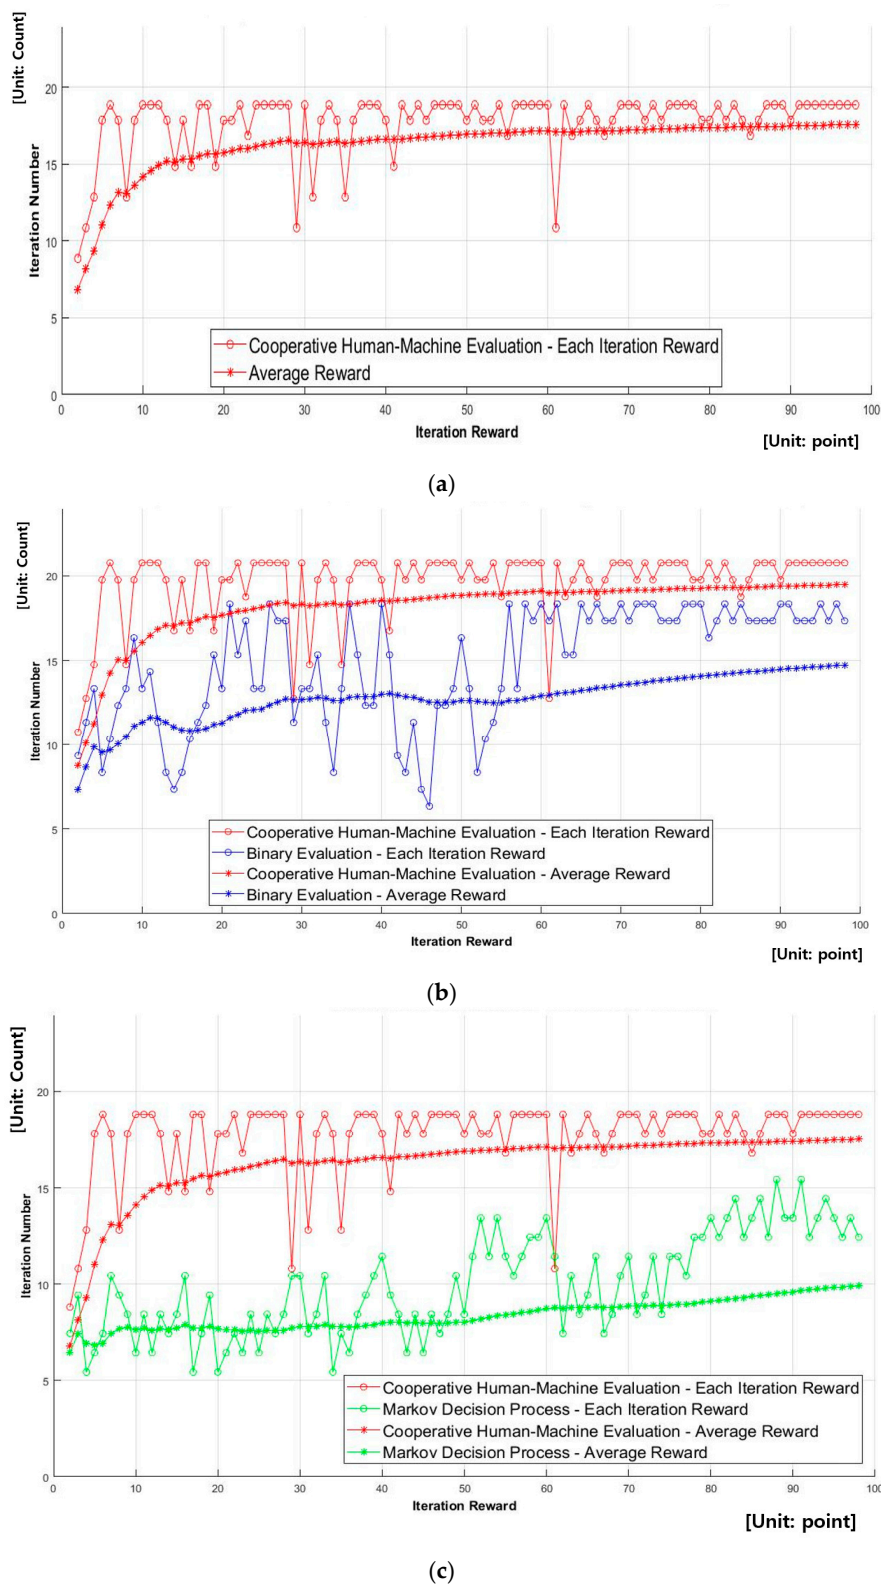 [Unit: Count]
Iteration Number
20
15
10
5
0
Cooperative Human-Machine Evaluation - Each Iteration Reward
Average Reward
0 10 20 30 40 50 60 70 80 90 100
Iteration Reward
[Unit: point]
(a)
[Unit: Count]
Iteration Number
20
15
10
5
0
Cooperative Human-Machine Evaluation - Each Iteration Reward
Binary Evaluation - Each Iteration Reward
Cooperative Human-Machine Evaluation - Average Reward
Binary Evaluation - Average Reward
0 10 20 30 40 50 60 70 80 90 100
Iteration Reward
[Unit: point]
(b)
[Unit: Count]
Iteration Number
20
15
10
5
0
Cooperative Human-Machine Evaluation - Each Iteration Reward
Markov Decision Process - Each Iteration Reward
Cooperative Human-Machine Evaluation - Average Reward
Markov Decision Process - Average Reward
0 10 20 30 40 50 60 70 80 90 100
Iteration Reward
[Unit: point]
(c)